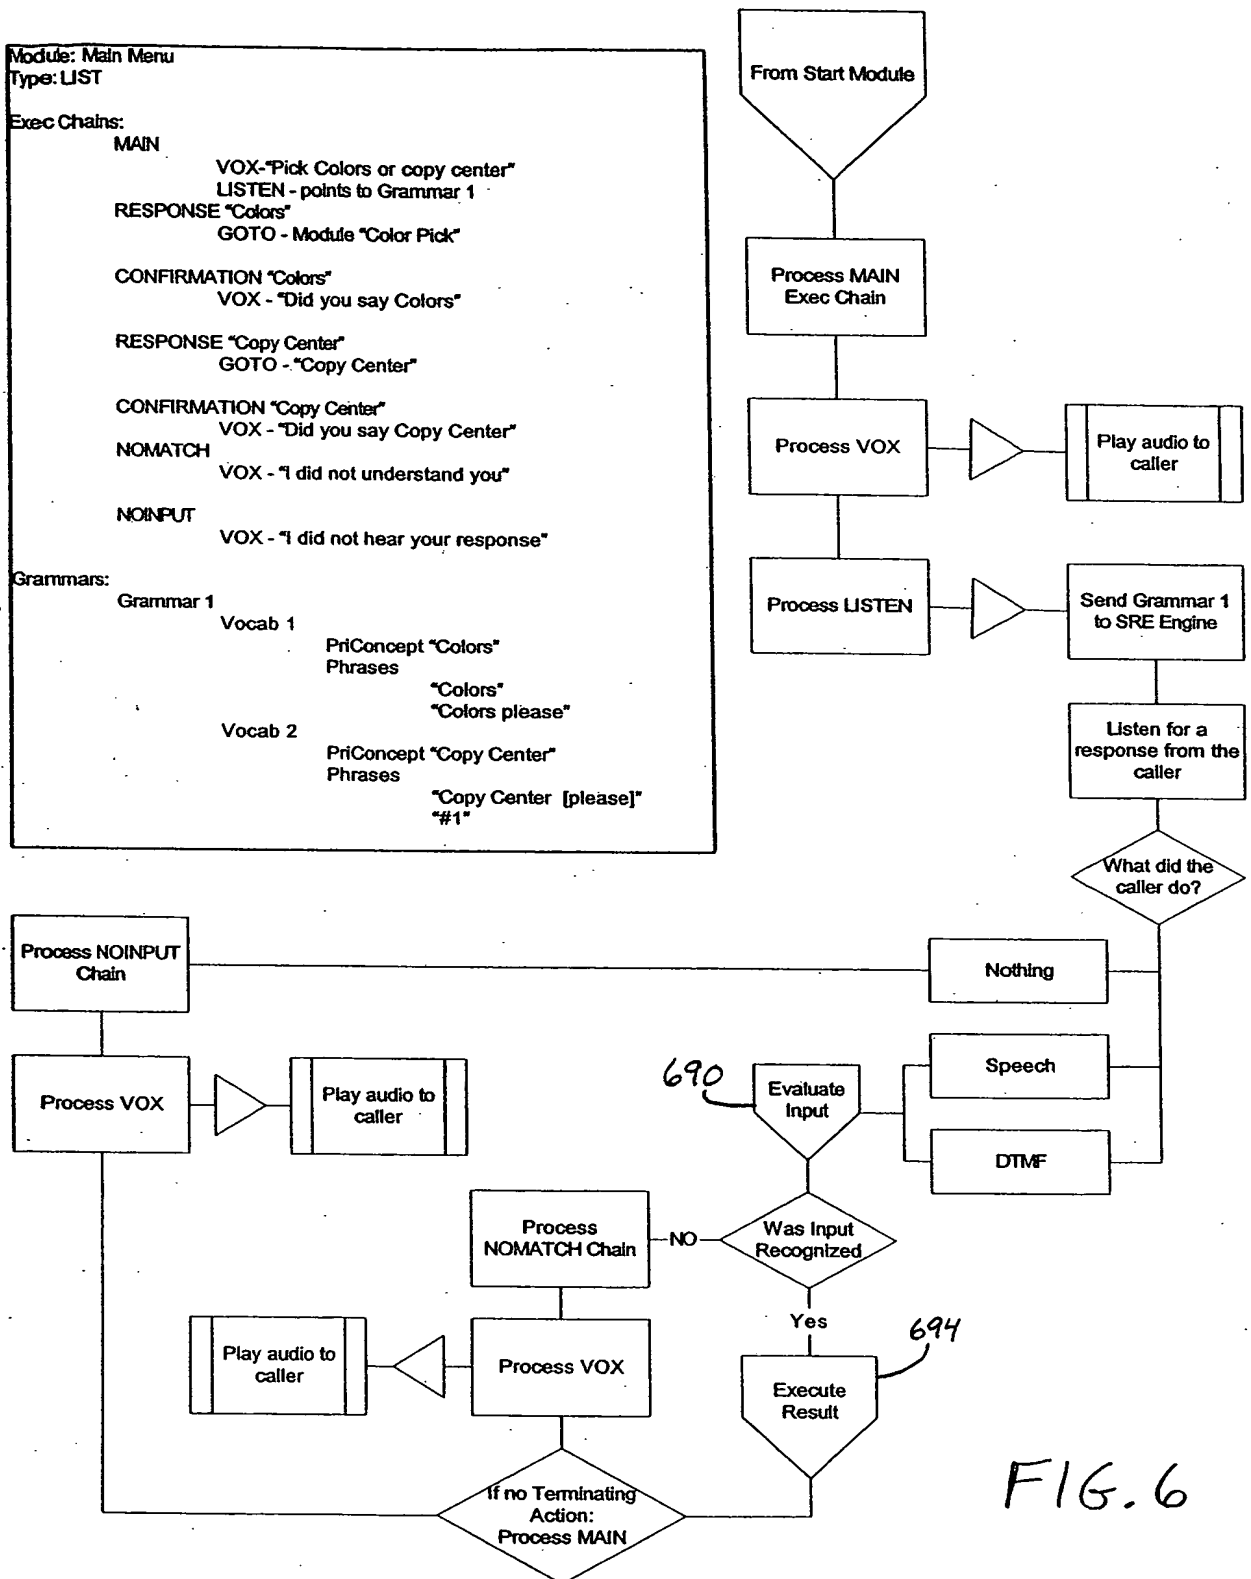 Module: Main Menu
Type: LIST
Exec Chains:
MAIN
VOX-"Pick Colors or copy center"
LISTEN - points to Grammar 1
RESPONSE "Colors"
GOTO - Module "Color Pick"
CONFIRMATION "Colors"
VOX - "Did you say Colors"
RESPONSE "Copy Center"
GOTO - "Copy Center"
CONFIRMATION "Copy Center"
VOX - "Did you say Copy Center"
NOMATCH
VOX - "I did not understand you"
NOINPUT
VOX - "I did not hear your response"
Grammars:
Grammar 1
Vocab 1
PriConcept "Colors"
Phrases
"Colors"
"Colors please"
Vocab 2
PriConcept "Copy Center"
Phrases
"Copy Center [please]"
"#1"
From Start Module
Process MAIN
Exec Chain
Process VOX
Play audio to
caller
Process LISTEN
Send Grammar 1
to SRE Engine
Listen for a
response from the
caller
What did the
caller do?
Nothing
Process NOINPUT
Chain
Process VOX
Play audio to
caller
Speech
DTMF
690
Evaluate
Input
Was Input
Recognized
NO
Process
NOMATCH Chain
Process VOX
Play audio to
caller
Yes
694
Execute
Result
If no Terminating
Action:
Process MAIN
FIG. 6